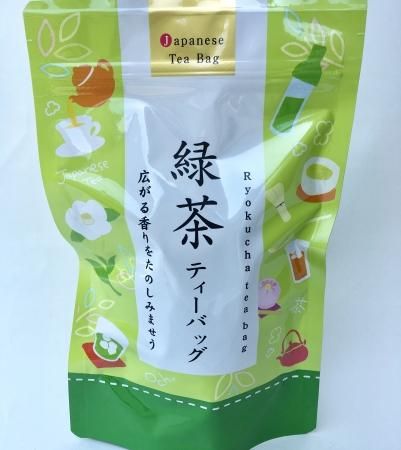 Japanese
Tea Bag
緑茶 ティーバッグ
広がる香りをたのしみませう
Ryokucha tea bag
Japanese
茶